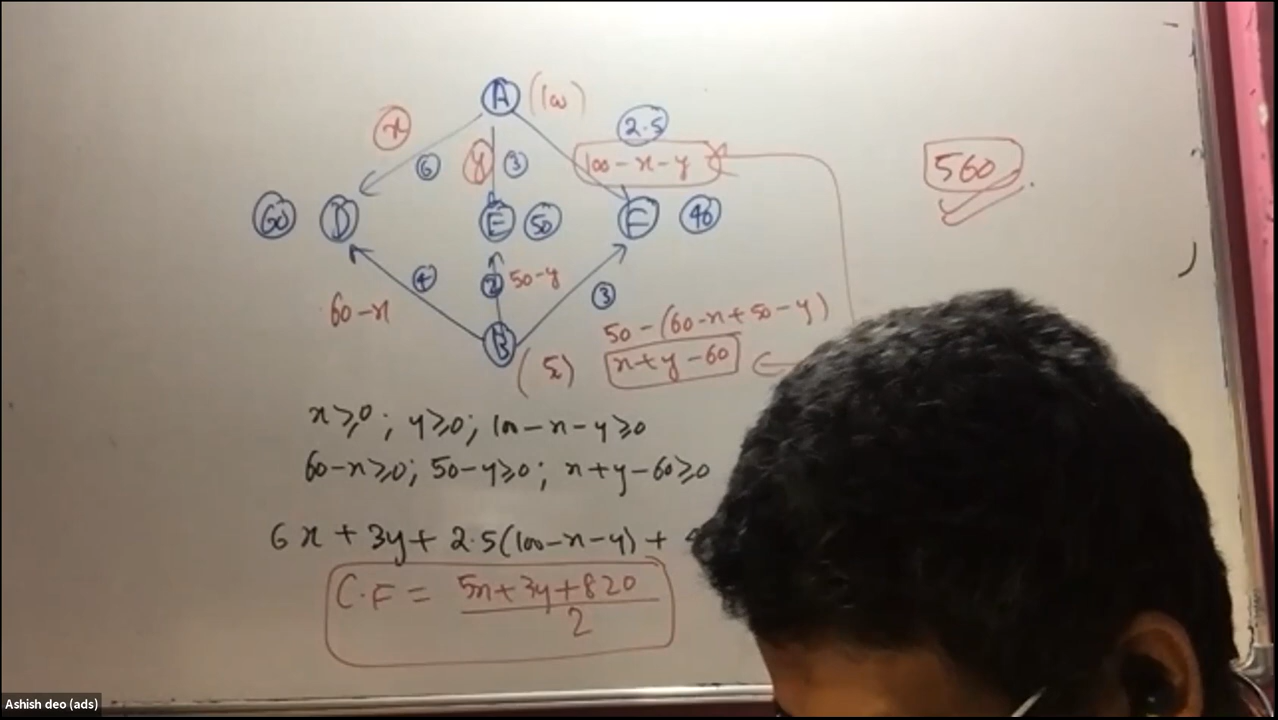 A (100)
x
2.5
6
y
3
100-x-y
560
60 D
E 50
F 40
4
2 50-y
3
60-x
50-(60-x+50-y)
B (50) x+y-60
x≥0; y≥0; 100-x-y≥0
60-x≥0; 50-y≥0; x+y-60≥0
6x+3y+2.5(100-x-y)+
C.F = 5x+3y+820
2
Ashish deo (ads)